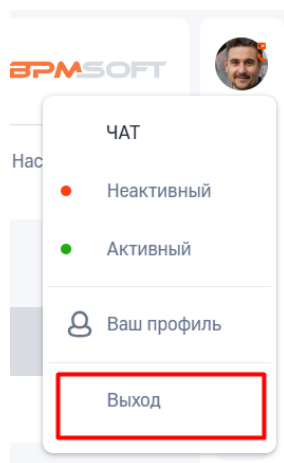 BPMSOFT
ЧАТ
Нас
Неактивный
Активный
Ваш профиль
Выход